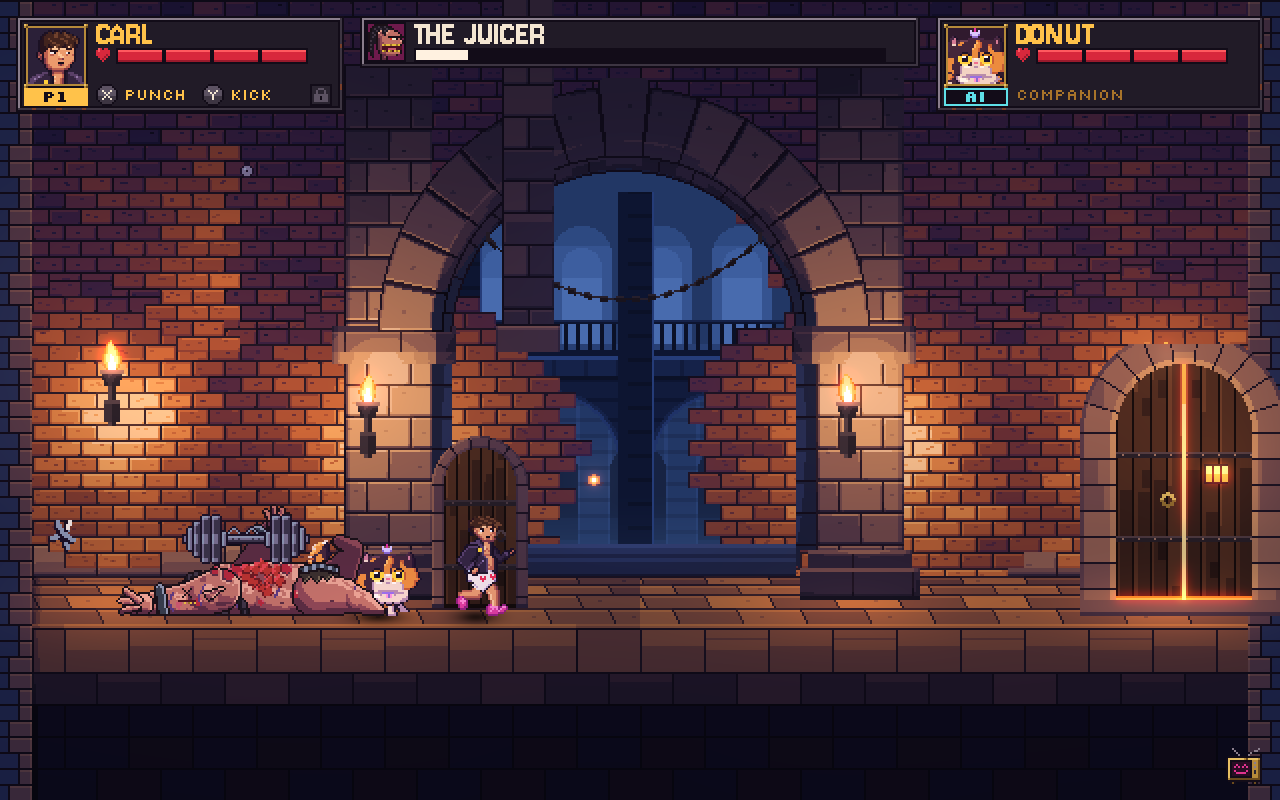 CARL
P1
X PUNCH Y KICK
THE JUICER
DONUT
AI
COMPANION